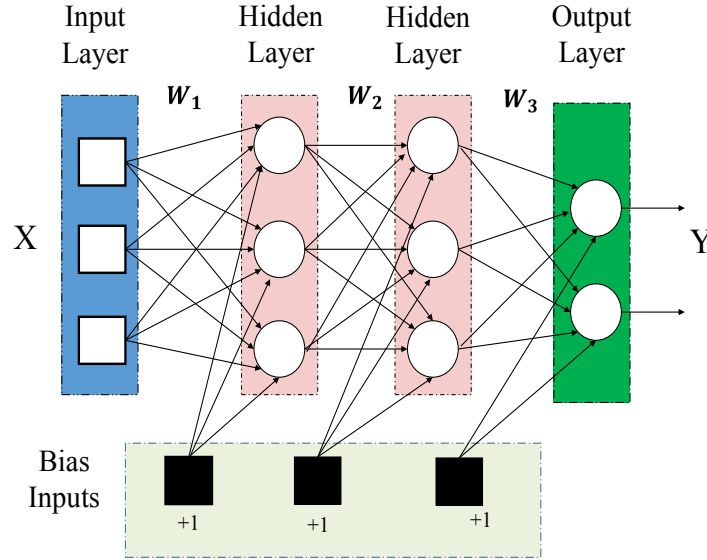 Input
Layer
Hidden
Layer
Hidden
Layer
Output
Layer
W₁
W₂
W₃
X
Y
Bias
Inputs
+1
+1
+1